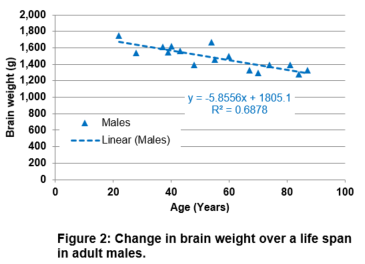 2,000
1,800
1,600
1,400
1,200
1,000
800
600
400
200
0
Brain weight (g)
y = -5.8556x + 1805.1
R² = 0.6878
Males
Linear (Males)
0 20 40 60 80 100
Age (Years)
Figure 2: Change in brain weight over a life span
in adult males.